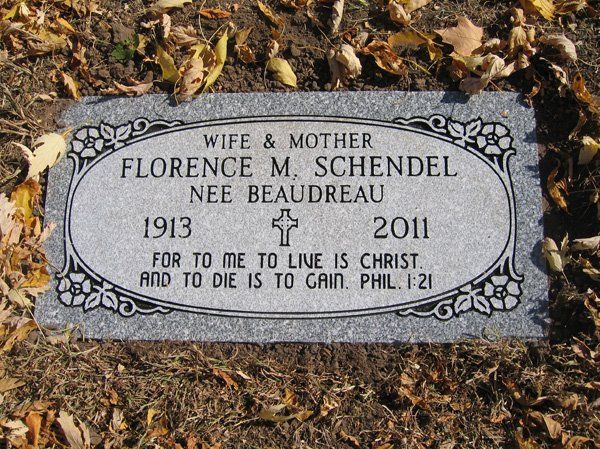 WIFE & MOTHER
FLORENCE M. SCHENDEL
NEE BEAUDREAU
1913 2011
FOR TO ME TO LIVE IS CHRIST.
AND TO DIE IS TO GAIN. PHIL. 1:21